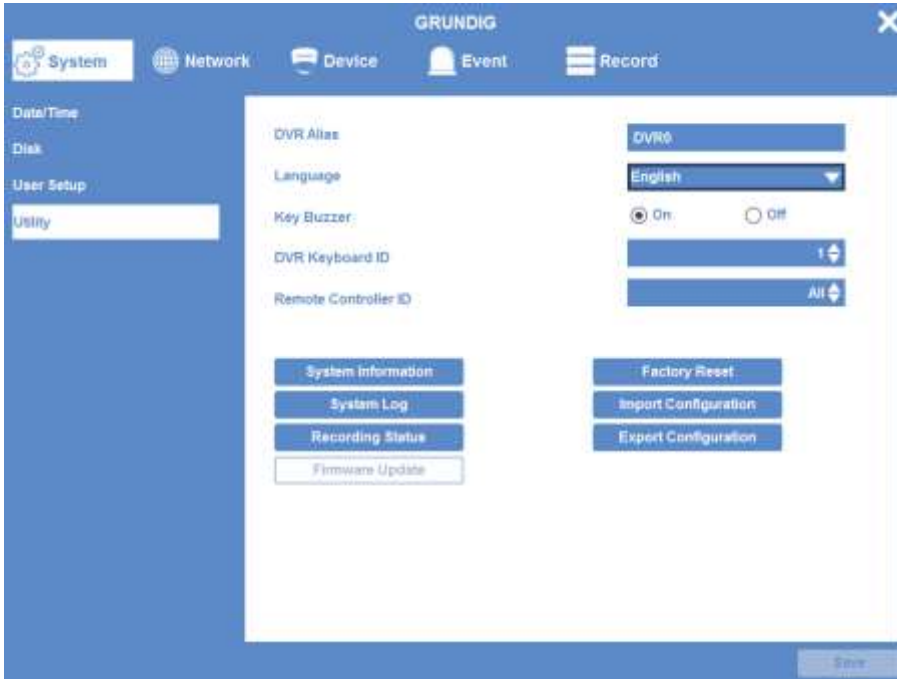 GRUNDIG
System
Network
Device
Event
Record
Date/Time
Disk
User Setup
Utility
DVR Alias
DVR0
Language
English
Key Buzzer
On
Off
DVR Keyboard ID
1
Remote Controller ID
All
System Information
Factory Reset
System Log
Import Configuration
Recording Status
Export Configuration
Firmware Update
Save